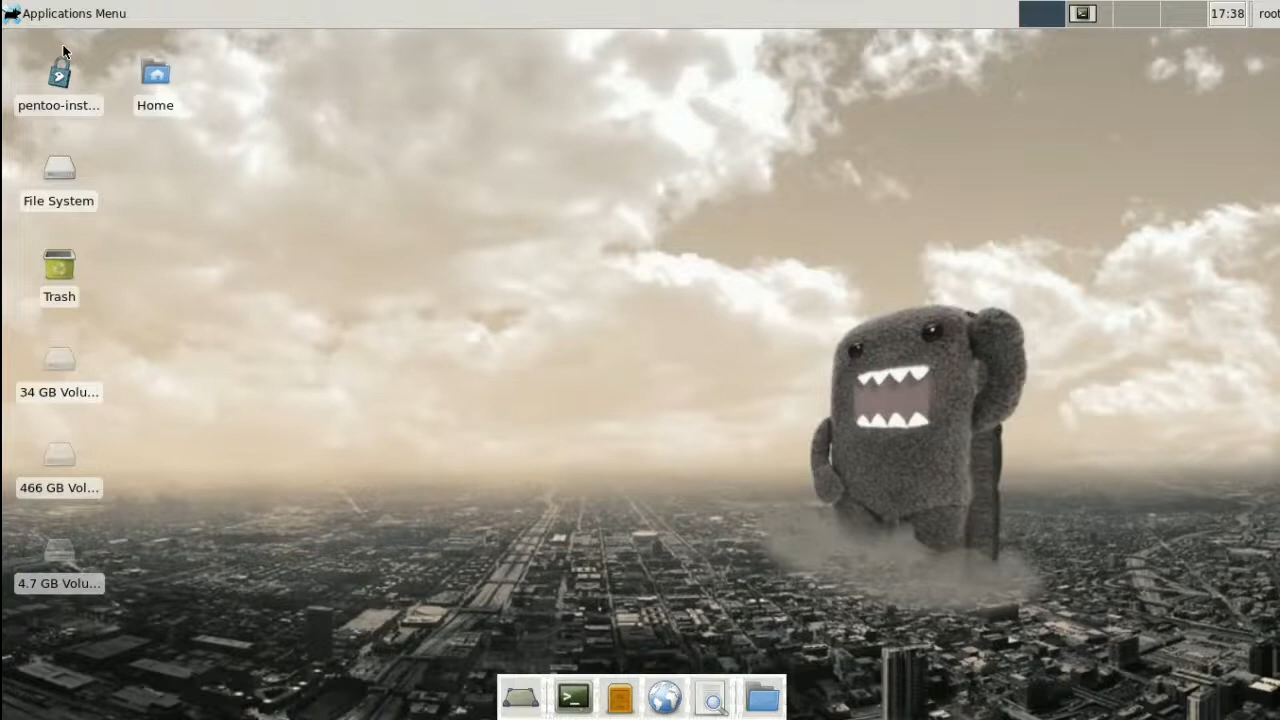 Applications Menu
17:38
root
pentoo-inst...
Home
File System
Trash
34 GB Volu...
466 GB Vol...
4.7 GB Volu...